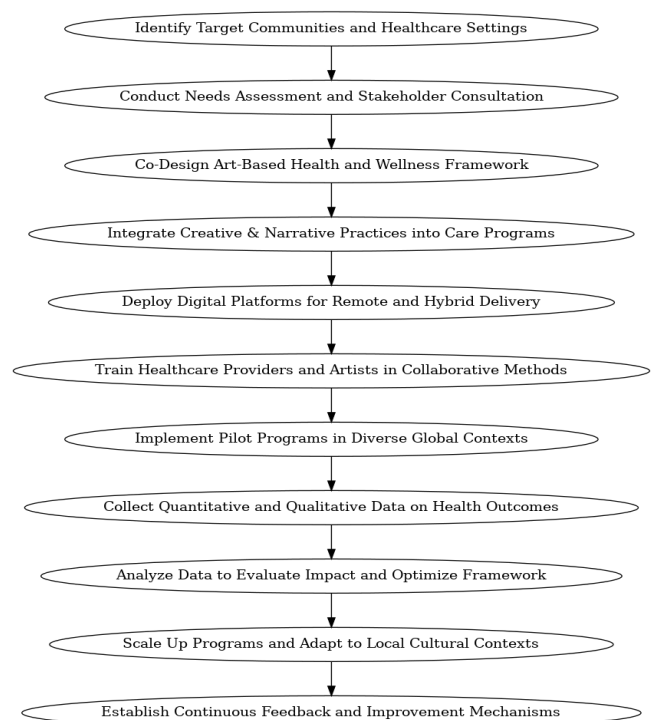 Identify Target Communities and Healthcare Settings
Conduct Needs Assessment and Stakeholder Consultation
Co-Design Art-Based Health and Wellness Framework
Integrate Creative & Narrative Practices into Care Programs
Deploy Digital Platforms for Remote and Hybrid Delivery
Train Healthcare Providers and Artists in Collaborative Methods
Implement Pilot Programs in Diverse Global Contexts
Collect Quantitative and Qualitative Data on Health Outcomes
Analyze Data to Evaluate Impact and Optimize Framework
Scale Up Programs and Adapt to Local Cultural Contexts
Establish Continuous Feedback and Improvement Mechanisms